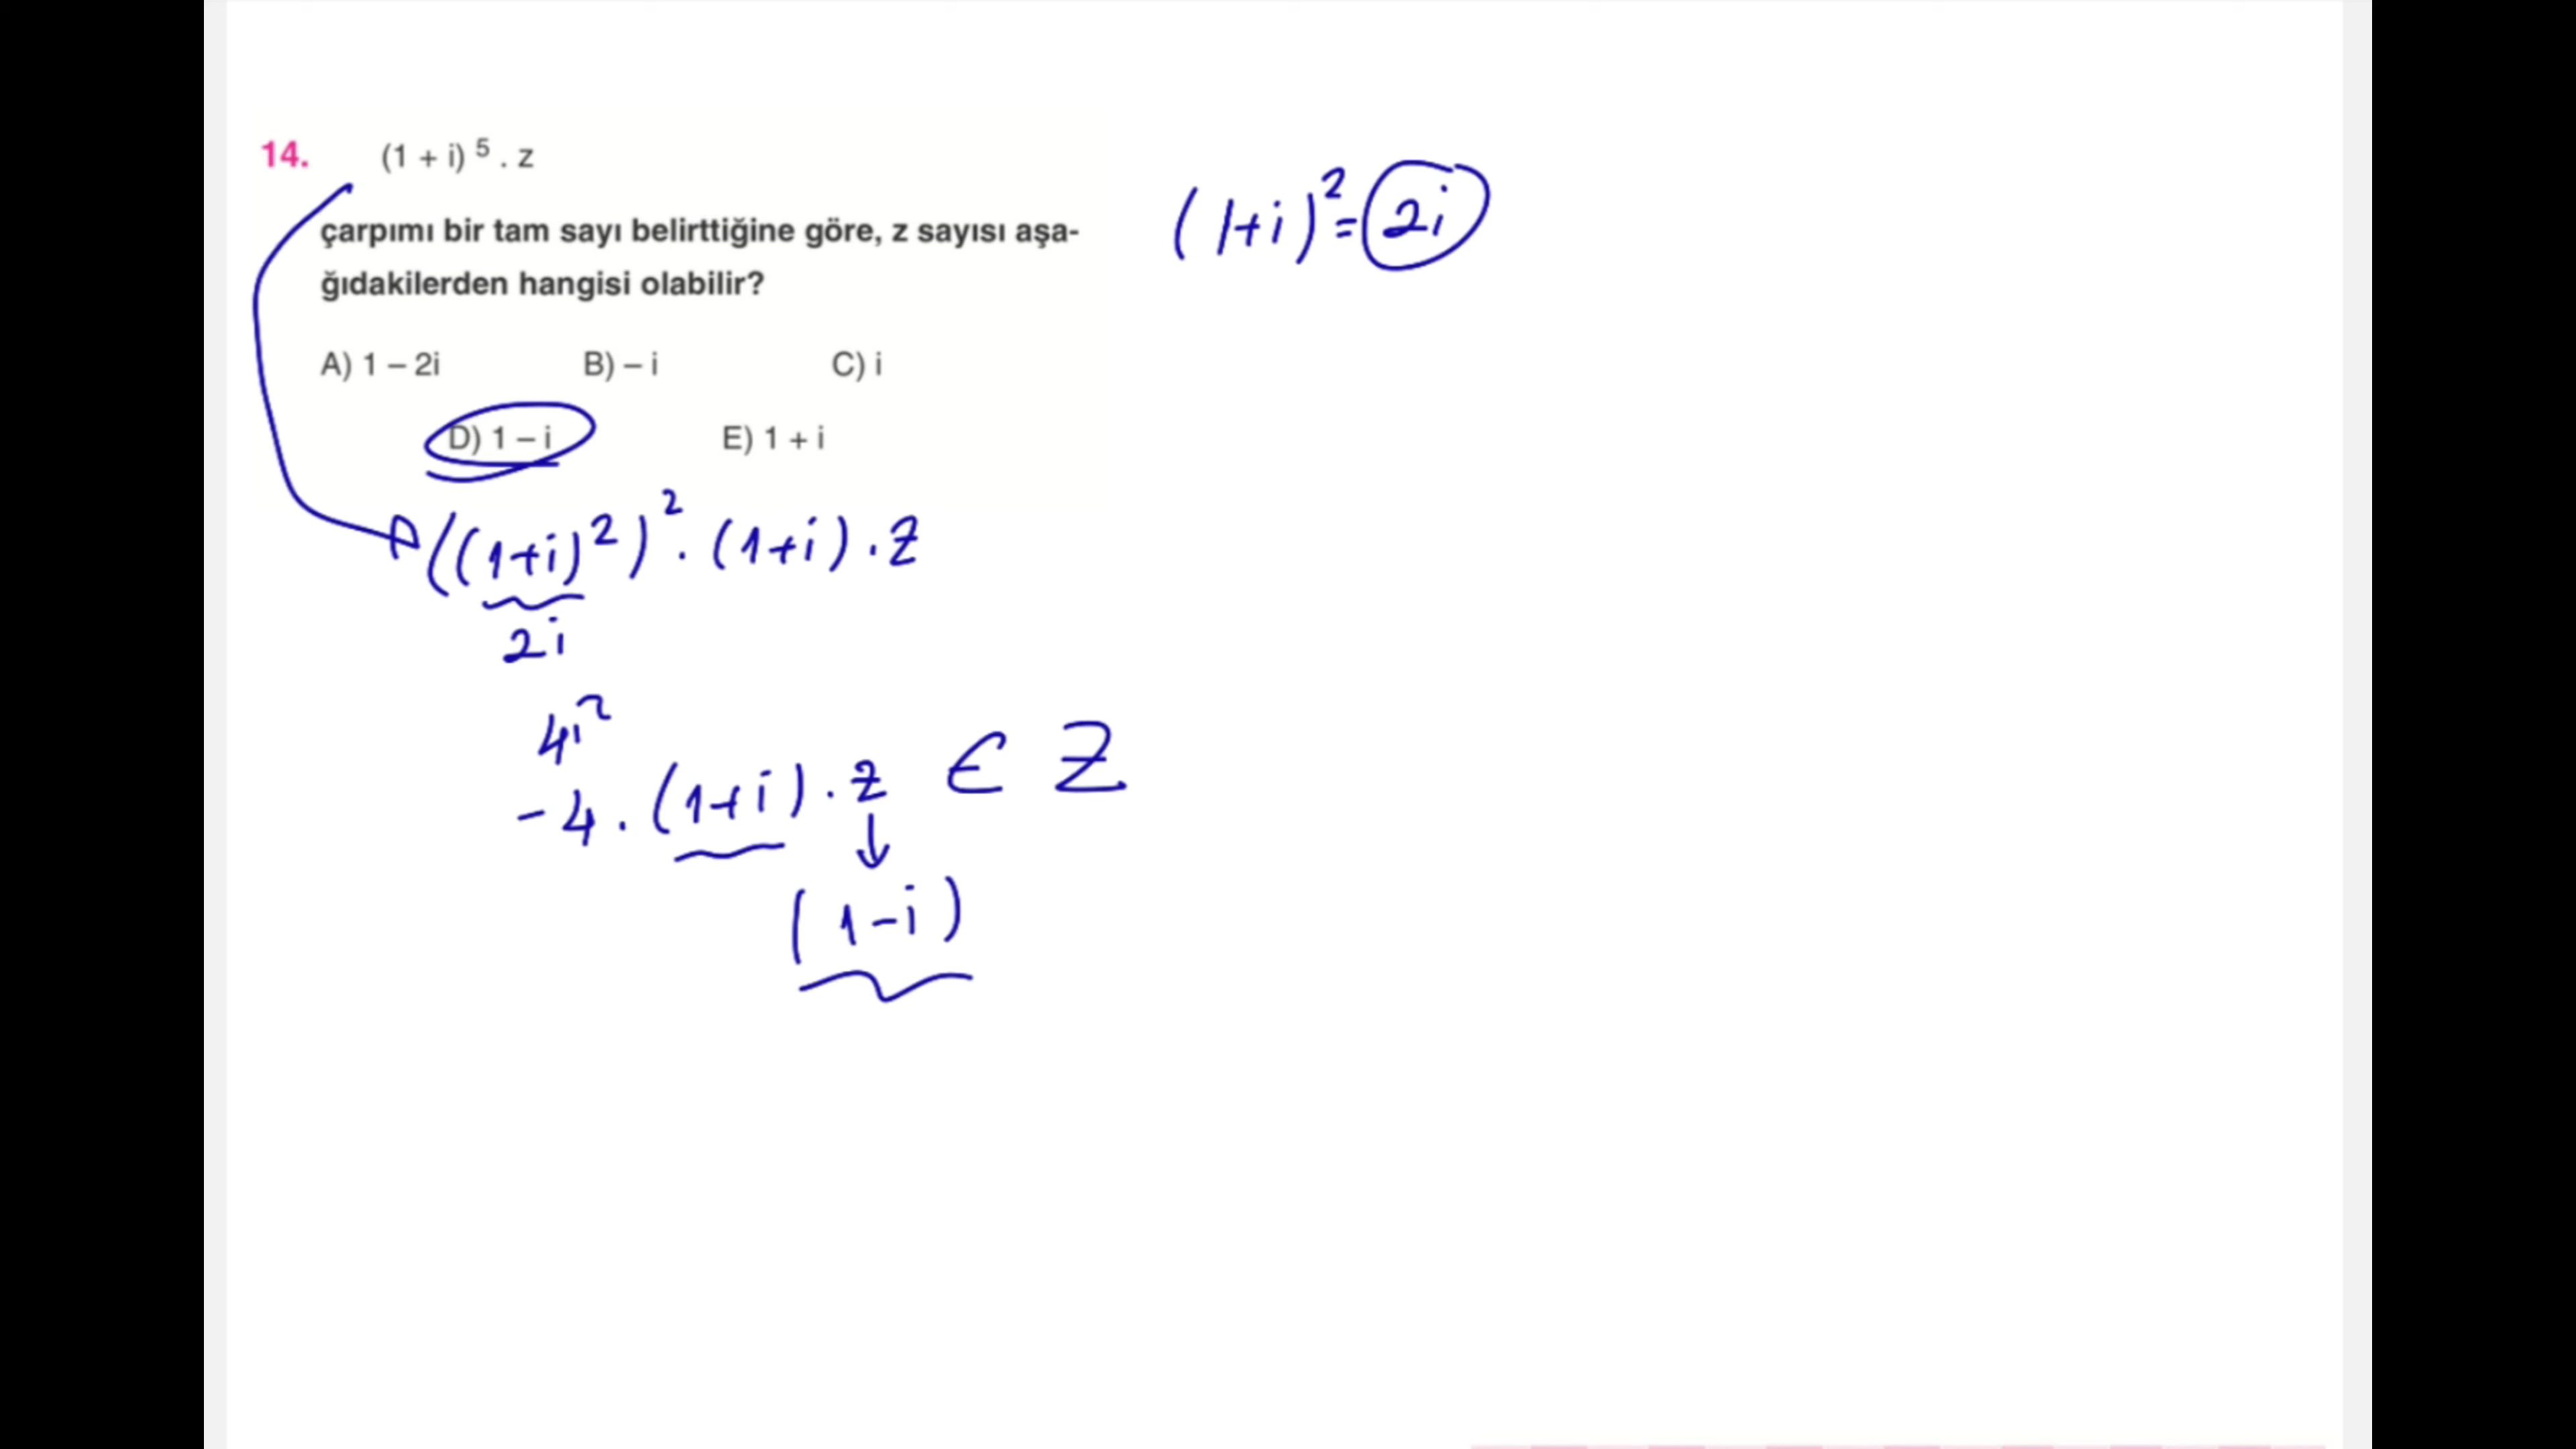 14. (1 + i)⁵ . z
çarpımı bir tam sayı belirttiğine göre, z sayısı aşa-
ğıdakilerden hangisi olabilir?
A) 1 – 2i B) – i C) i
D) 1 – i E) 1 + i
(1+i)² = 2i
((1+i)²)² . (1+i) . z
2i
4i²
-4 . (1+i) . z ∈ Z
↓
(1-i)